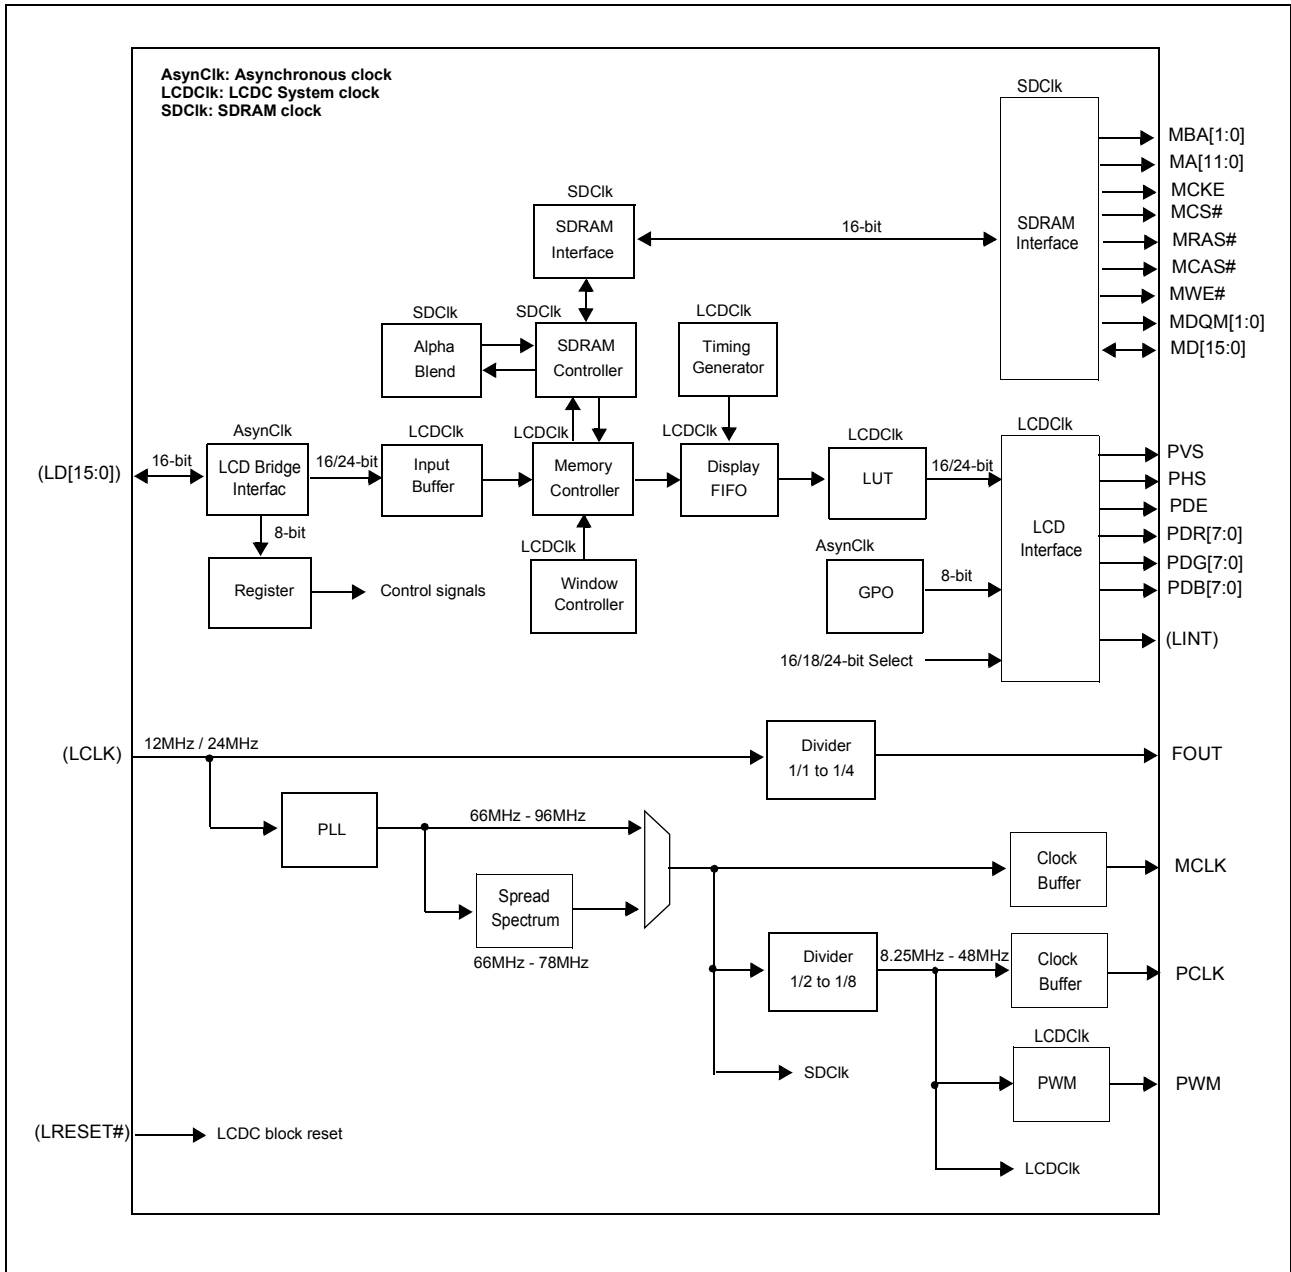 AsynClk: Asynchronous clock
LCDClk: LCDC System clock
SDClk: SDRAM clock
SDClk
SDRAM
Interface
MBA[1:0]
MA[11:0]
MCKE
MCS#
MRAS#
MCAS#
MWE#
MDQM[1:0]
MD[15:0]
SDClk
SDRAM
Interface
16-bit
SDClk
Alpha
Blend
SDClk
SDRAM
Controller
LCDClk
Timing
Generator
(LD[15:0])
16-bit
AsynClk
LCD Bridge
Interfac
16/24-bit
LCDClk
Input
Buffer
LCDClk
Memory
Controller
LCDClk
Display
FIFO
LCDClk
LUT
16/24-bit
LCDClk
LCD
Interface
PVS
PHS
PDE
PDR[7:0]
PDG[7:0]
PDB[7:0]
(LINT)
8-bit
Register
Control signals
LCDClk
Window
Controller
AsynClk
GPO
8-bit
16/18/24-bit Select
(LCLK)
12MHz / 24MHz
Divider
1/1 to 1/4
FOUT
PLL
66MHz - 96MHz
Spread
Spectrum
66MHz - 78MHz
Clock
Buffer
MCLK
Divider
1/2 to 1/8
8.25MHz - 48MHz
Clock
Buffer
PCLK
SDClk
LCDClk
PWM
PWM
(LRESET#)
LCDC block reset
LCDClk